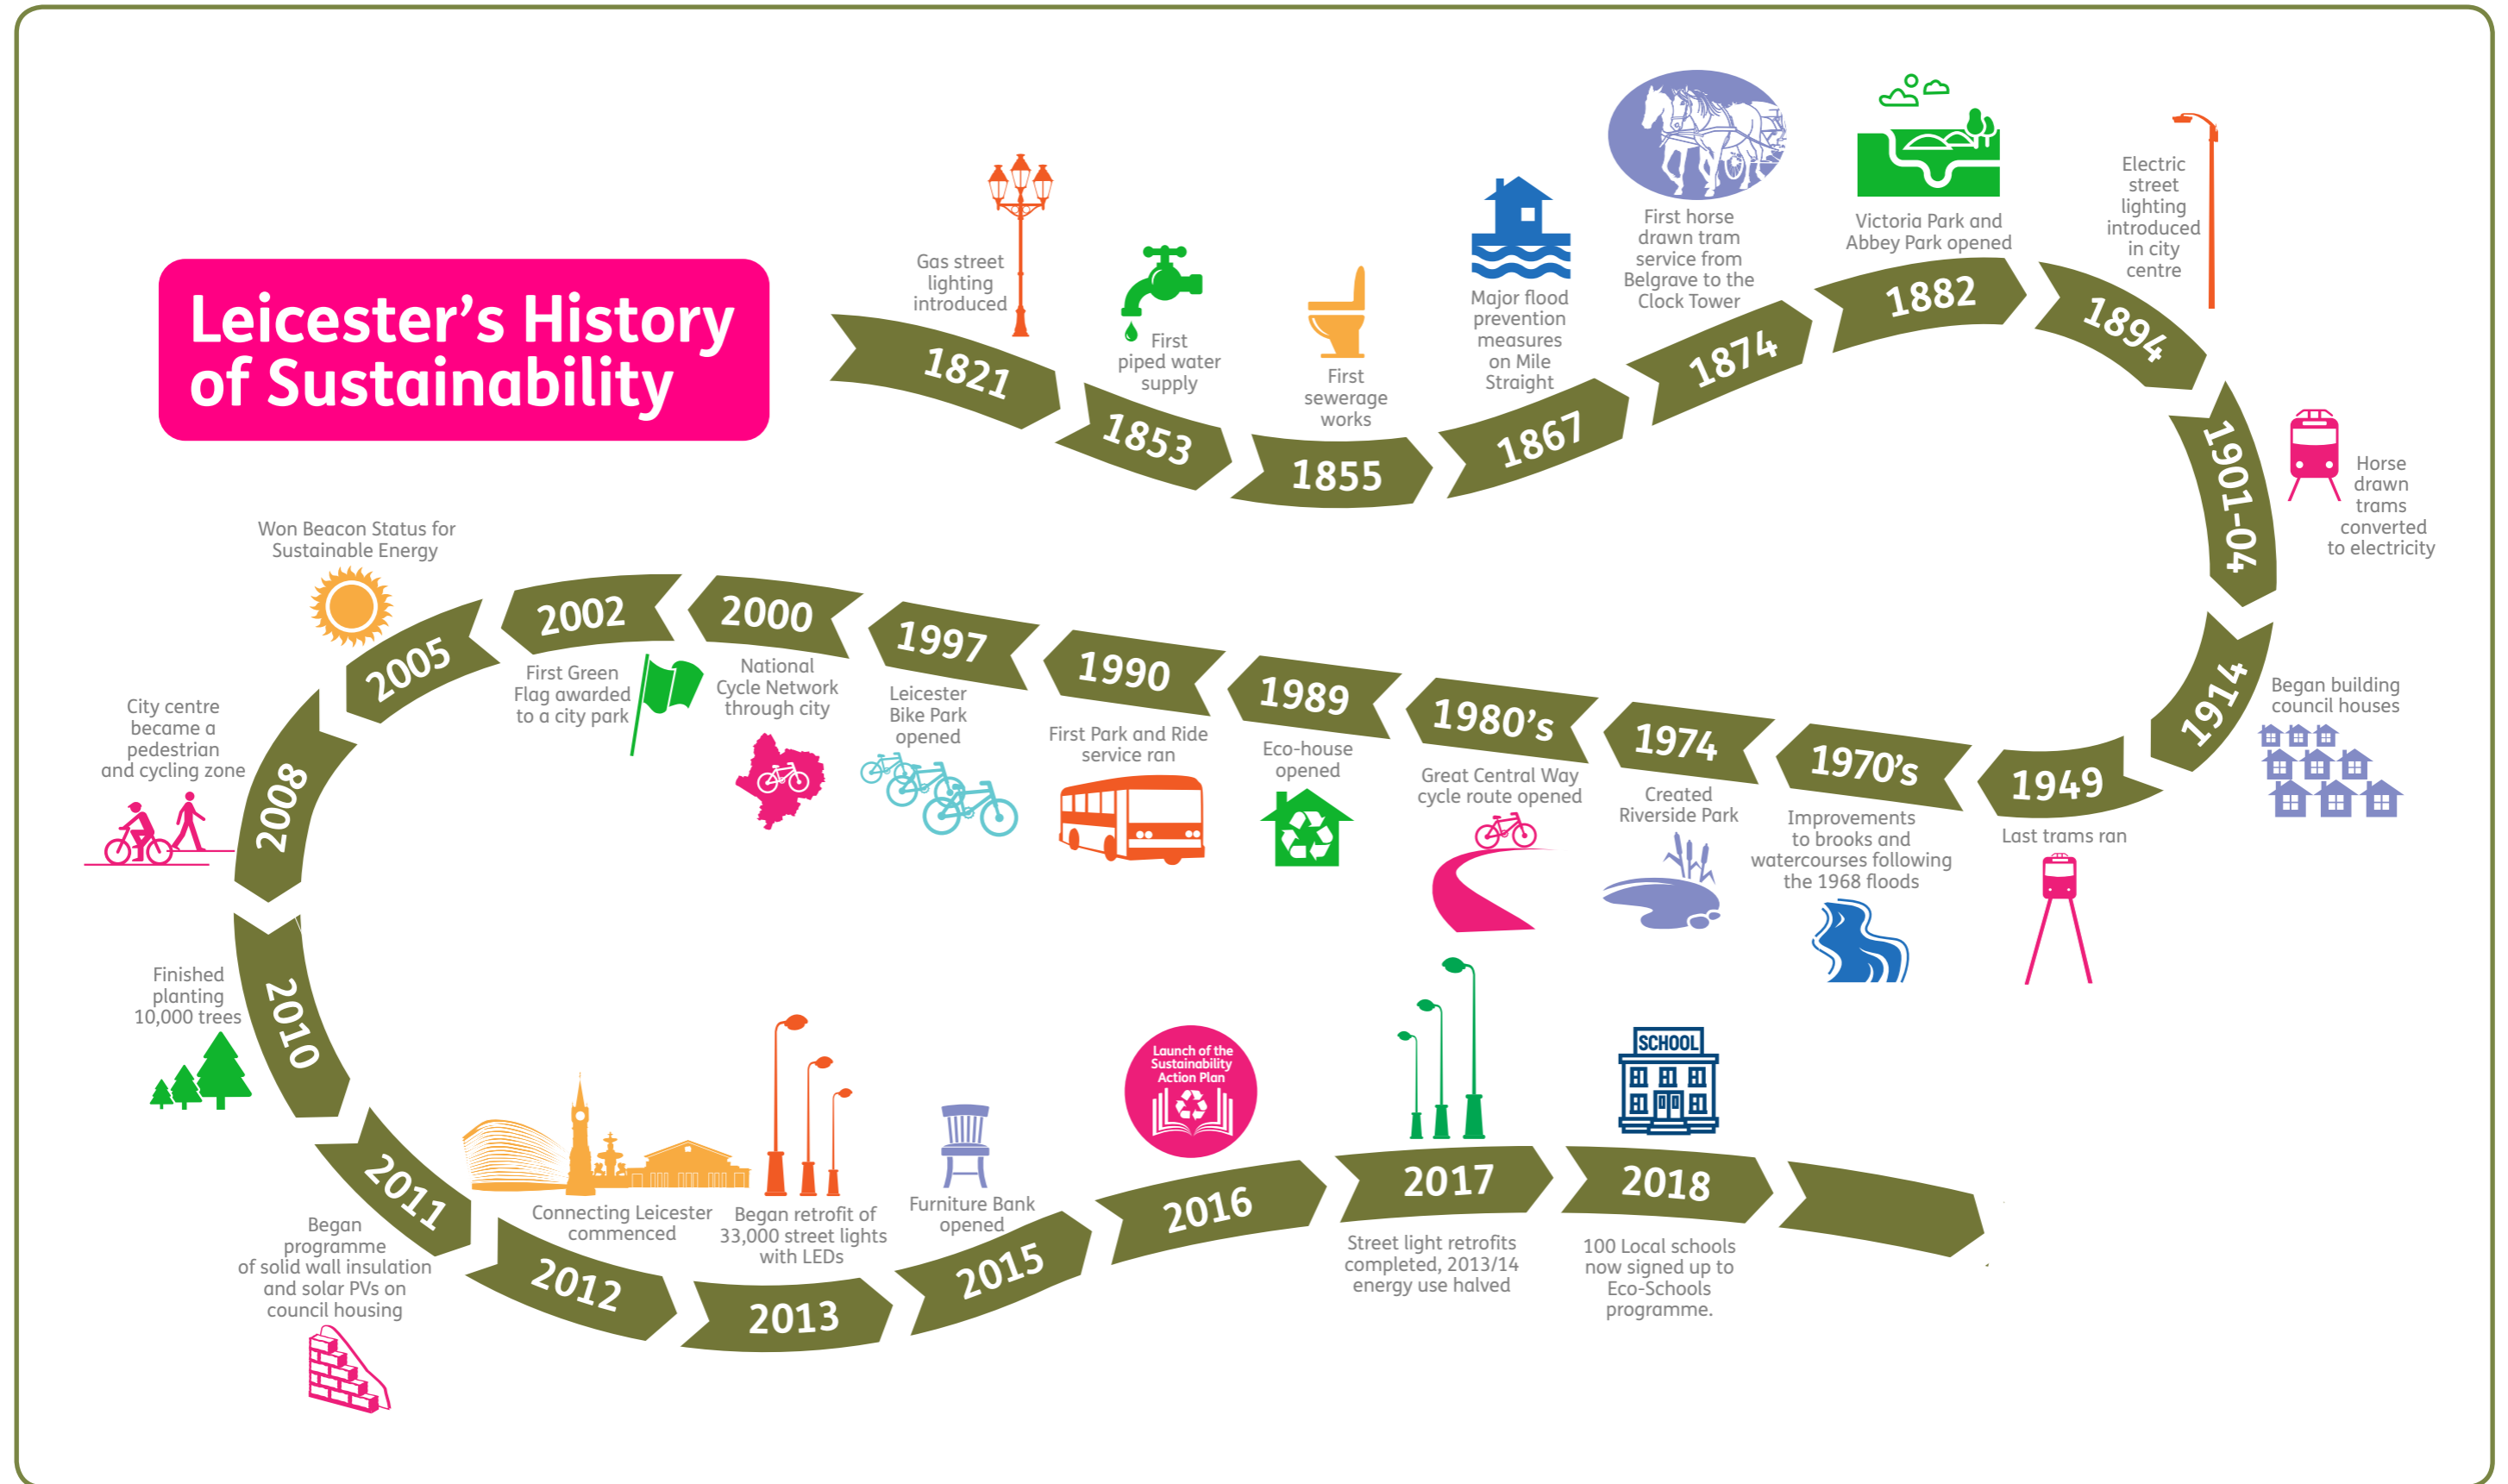 Leicester's History
of Sustainability
Gas street
lighting
introduced
1821
First
piped water
supply
1853
First
sewerage
works
1855
Major flood
prevention
measures
on Mile
Straight
1867
First horse
drawn tram
service from
Belgrave to the
Clock Tower
1874
Victoria Park and
Abbey Park opened
1882
Electric
street
lighting
introduced
in city
centre
1894
Horse
drawn
trams
converted
to electricity
1901-04
Began building
council houses
1914
1949
Last trams ran
1970's
Improvements
to brooks and
watercourses following
the 1968 floods
1974
Created
Riverside Park
1980's
Great Central Way
cycle route opened
1989
Eco-house
opened
1990
First Park and Ride
service ran
1997
Leicester
Bike Park
opened
2000
National
Cycle Network
through city
2002
First Green
Flag awarded
to a city park
Won Beacon Status for
Sustainable Energy
2005
City centre
became a
pedestrian
and cycling zone
2008
Finished
planting
10,000 trees
2010
2011
Began
programme
of solid wall insulation
and solar PVs on
council housing
Connecting Leicester
commenced
2012
Began retrofit of
33,000 street lights
with LEDs
2013
Furniture Bank
opened
2015
Launch of the
Sustainability
Action Plan
2016
2017
Street light retrofits
completed, 2013/14
energy use halved
SCHOOL
2018
100 Local schools
now signed up to
Eco-Schools
programme.